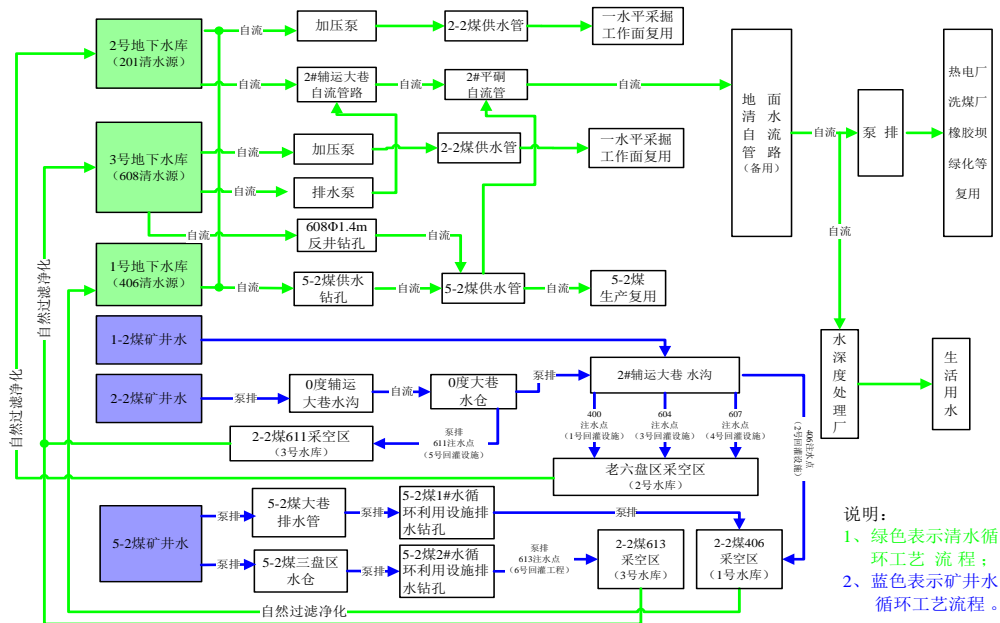 2号地下水库
（201清水源）
自流
加压泵
2-2煤供水管
自流
一水平采掘
工作面复用
自流
2#辅运大巷
自流管路
自流
2#平硐
自流管
自流
3号地下水库
（608清水源）
自流
加压泵
2-2煤供水管
自流
一水平采掘
工作面复用
自流
排水泵
自流
608Φ1.4m
反井钻孔
自流
1号地下水库
（406清水源）
自流
5-2煤供水
钻孔
自流
5-2煤供水管
自流
5-2煤
生产复用
地面
清水
自流
管路
（备用）
自流
泵 排
热电厂
洗煤厂
橡胶坝
绿化等
复用
自流
水深度处理厂
生活用水
自然过滤净化
自然过滤净化
1-2煤矿井水
2-2煤矿井水
泵排
0度辅运
大巷水沟
自流
0度大巷
水仓
泵排
2#辅运大巷 水沟
400
注水点
（1号回灌设施）
604
注水点
（3号回灌设施）
607
注水点
（4号回灌设施）
406注水点
（2号回灌设施）
泵排
611注水点
（5号回灌设施）
2-2煤611采空区
（3号水库）
老六盘区采空区
（2号水库）
5-2煤矿井水
泵排
5-2煤大巷
排水管
泵排
5-2煤1#水循
环利用设施排
水钻孔
泵排
泵排
5-2煤三盘区
水仓
泵排
5-2煤2#水循
环利用设施排
水钻孔
泵排
613注水点
（6号回灌工程）
2-2煤613
采空区
（3号水库）
2-2煤406
采空区
（1号水库）
自然过滤净化
说明：
1、绿色表示清水循
环工艺 流 程 ；
2、蓝色表示矿井水
循环工艺流程 。